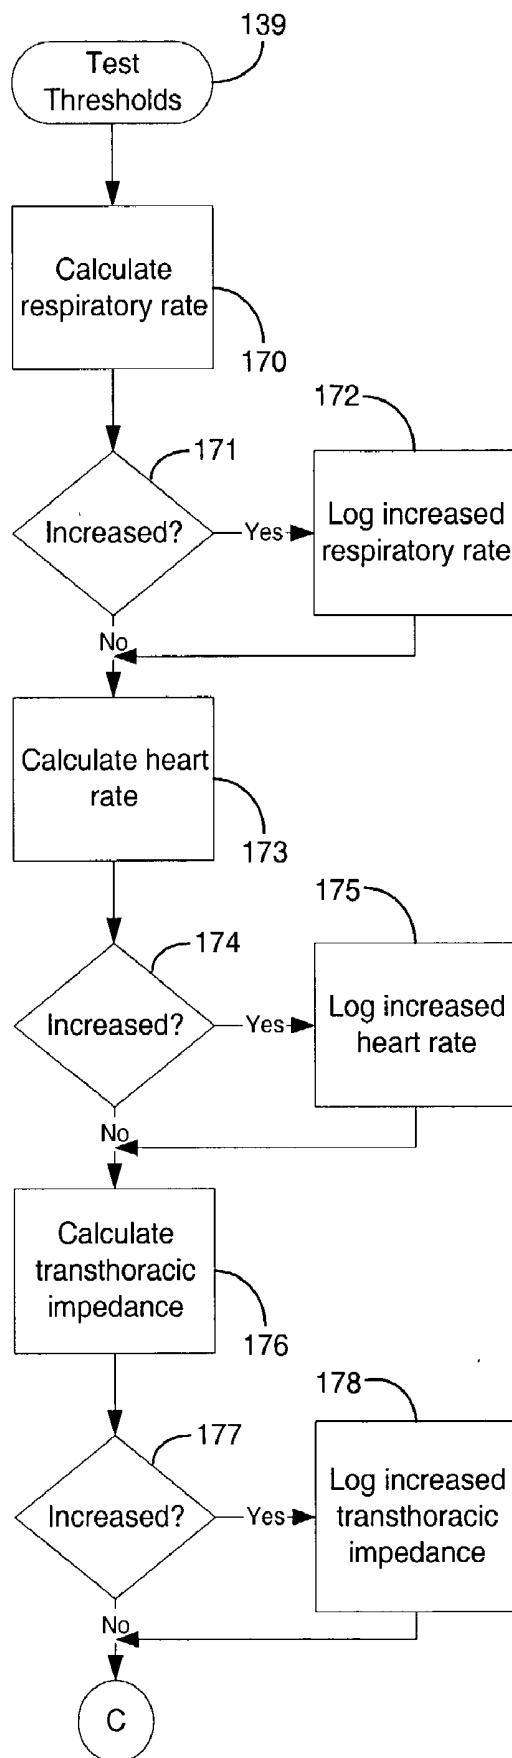 139
Test
Thresholds
Calculate
respiratory rate
170
172
171
Increased?
Yes
Log increased
respiratory rate
No
Calculate heart
rate
173
175
174
Increased?
Yes
Log increased
heart rate
No
Calculate
transthoracic
impedance
176
178
177
Increased?
Yes
Log increased
transthoracic
impedance
No
C